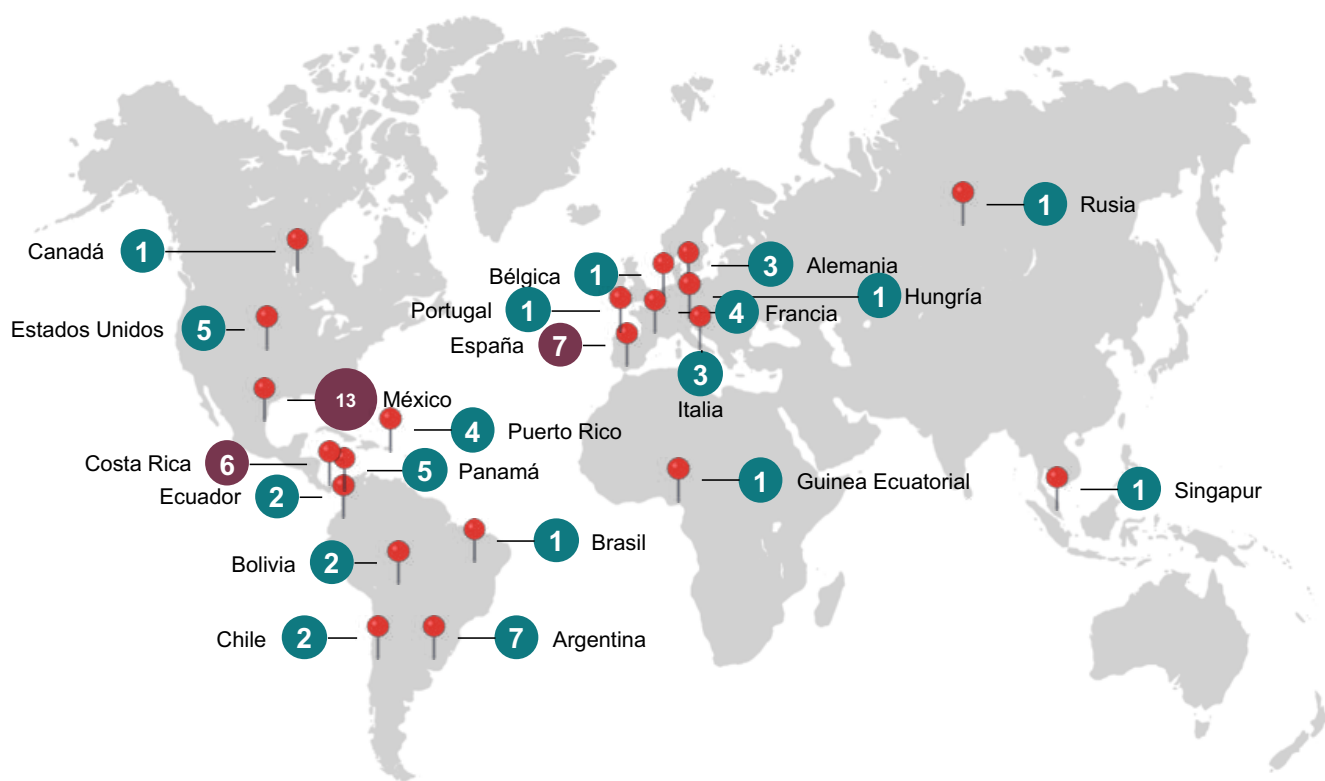 1 Rusia
Canadá 1
Bélgica 1
3 Alemania
1 Hungría
Portugal 1
4 Francia
Estados Unidos 5
España 7
3
Italia
13 México
4 Puerto Rico
Costa Rica 6
5 Panamá
Ecuador 2
1 Guinea Ecuatorial
1 Singapur
1 Brasil
Bolivia 2
Chile 2
7 Argentina